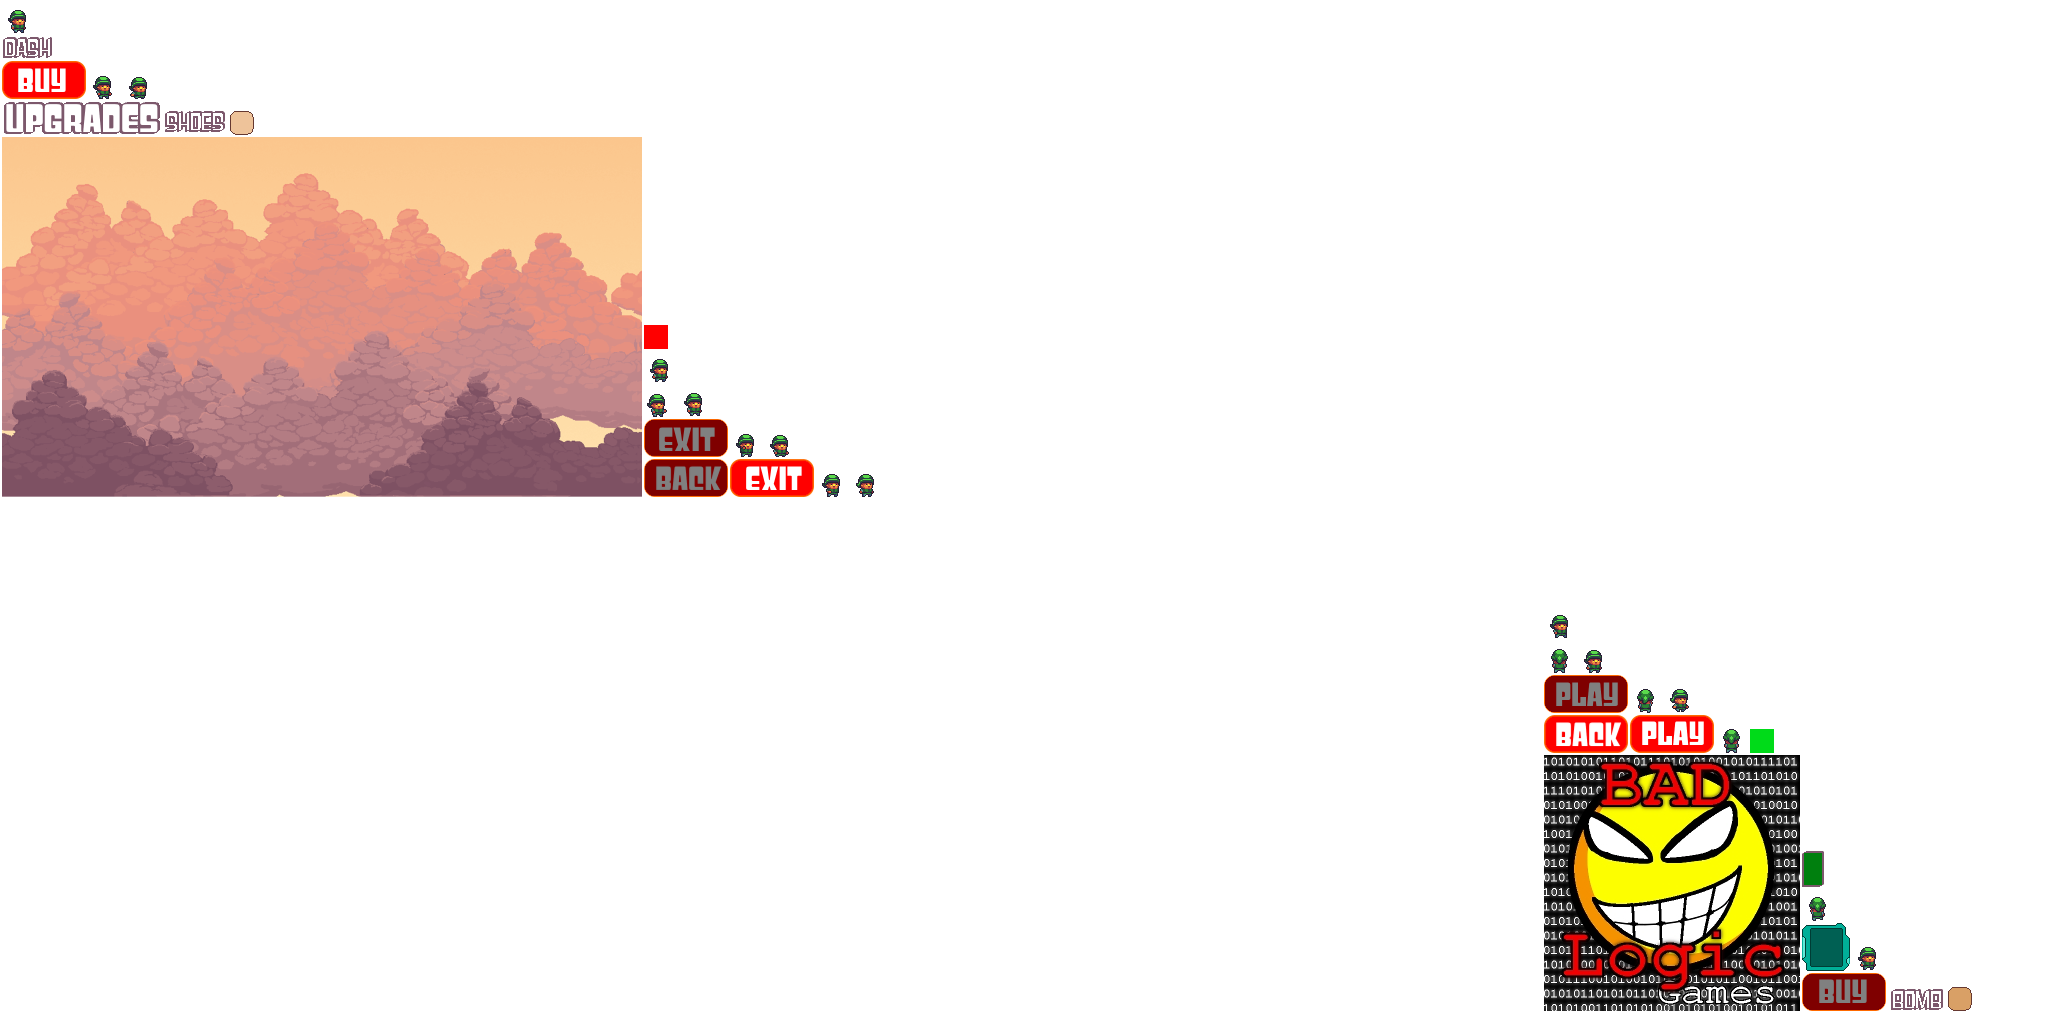 DASH
BUY
UPGRADES SHOES
EXIT
BACK EXIT
PLAY
BACK PLAY
BAD
Logic
Games
BUY BOMB